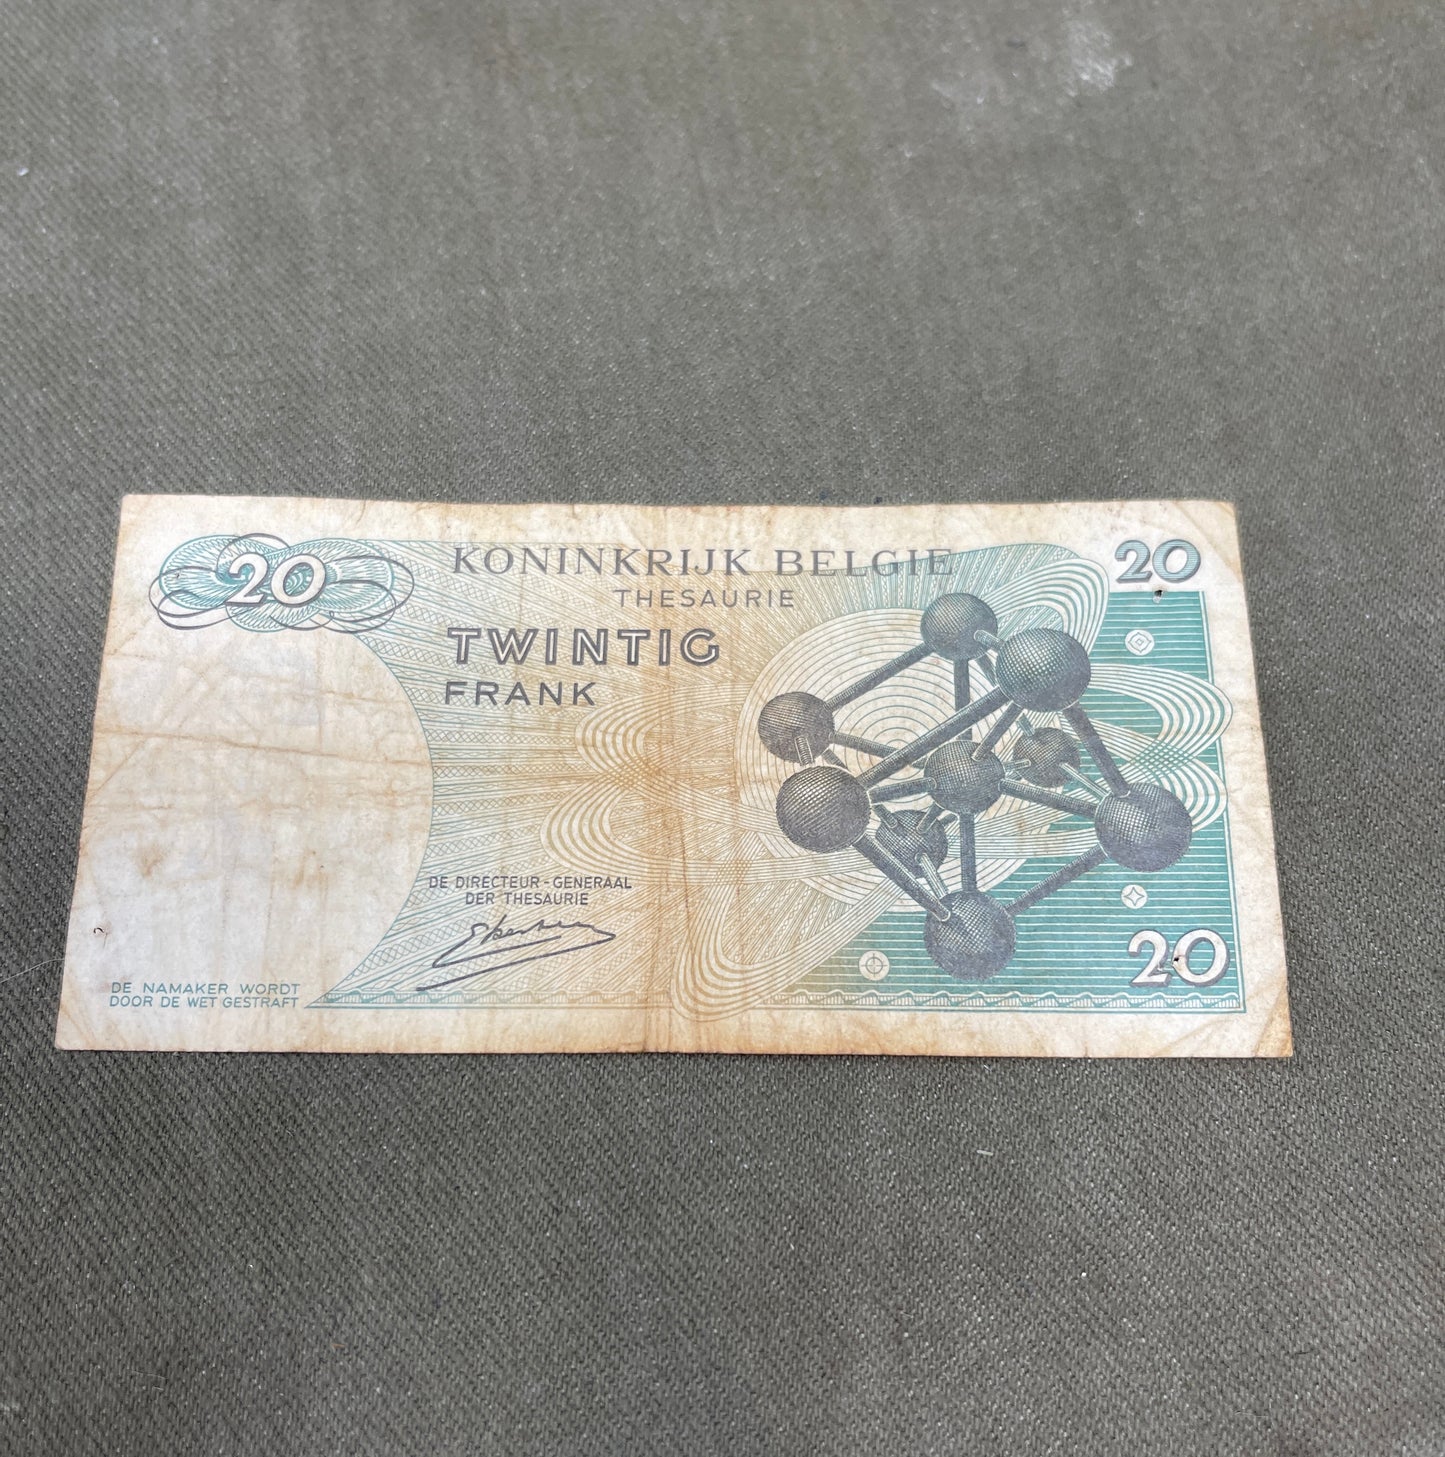 20
KONINKRIJK BELGIE
THESAURIE
20
TWINTIG
FRANK
DE DIRECTEUR-GENERAAL
DER THESAURIE
DE NAMAKER WORDT
DOOR DE WET GESTRAFT
20